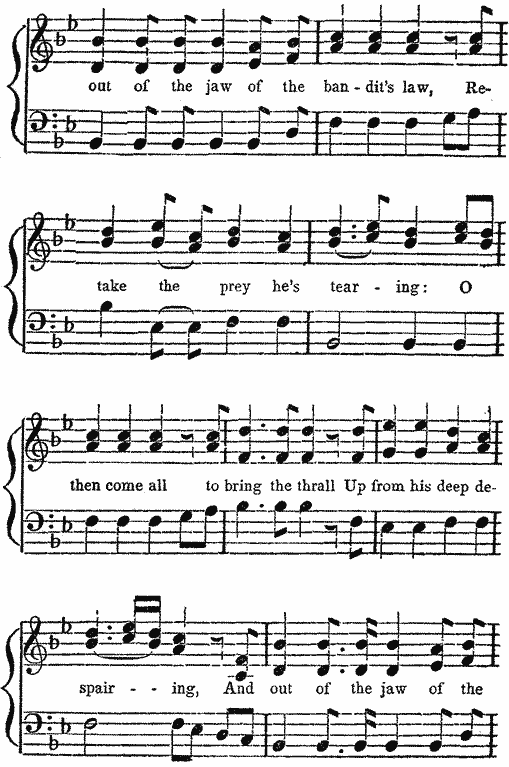 out of the jaw of the ban - dit's law, Re-
take the prey he's tear - ing: O
then come all to bring the thrall Up from his deep de-
spair - - ing, And out of the jaw of the